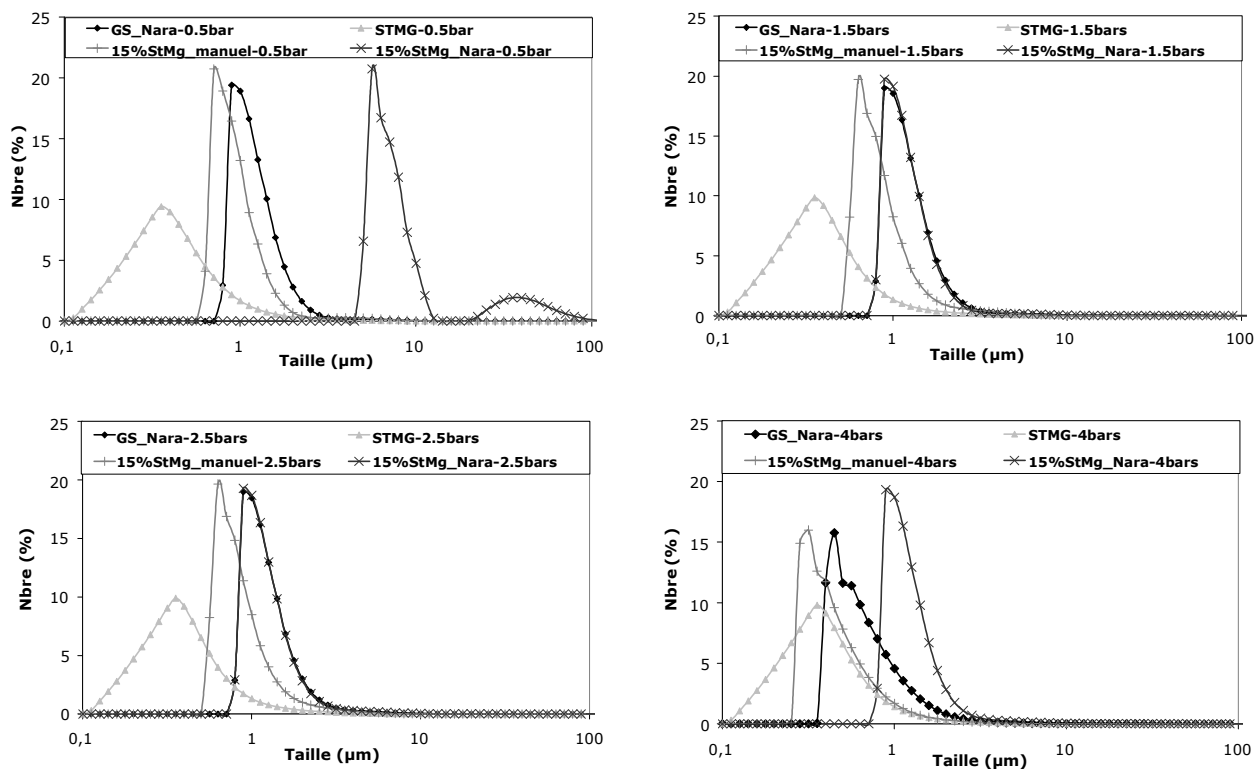 25
20
15
10
5
0
Nbre (%)
GS_Nara-0.5bar STMG-0.5bar
15%StMg_manuel-0.5bar 15%StMg_Nara-0.5bar
0,1 1 10 100
Taille (µm)
25
20
15
10
5
0
Nbre (%)
GS_Nara-1.5bars STMG-1.5bars
15%StMg_manuel-1.5bars 15%StMg_Nara-1.5bars
0,1 1 10 100
Taille (µm)
25
20
15
10
5
0
Nbre (%)
GS_Nara-2.5bars STMG-2.5bars
15%StMg_manuel-2.5bars 15%StMg_Nara-2.5bars
0,1 1 10 100
Taille (µm)
25
20
15
10
5
0
Nbre (%)
GS_Nara-4bars STMG-4bars
15%StMg_manuel-4bars 15%StMg_Nara-4bars
0,1 1 10 100
Taille (µm)